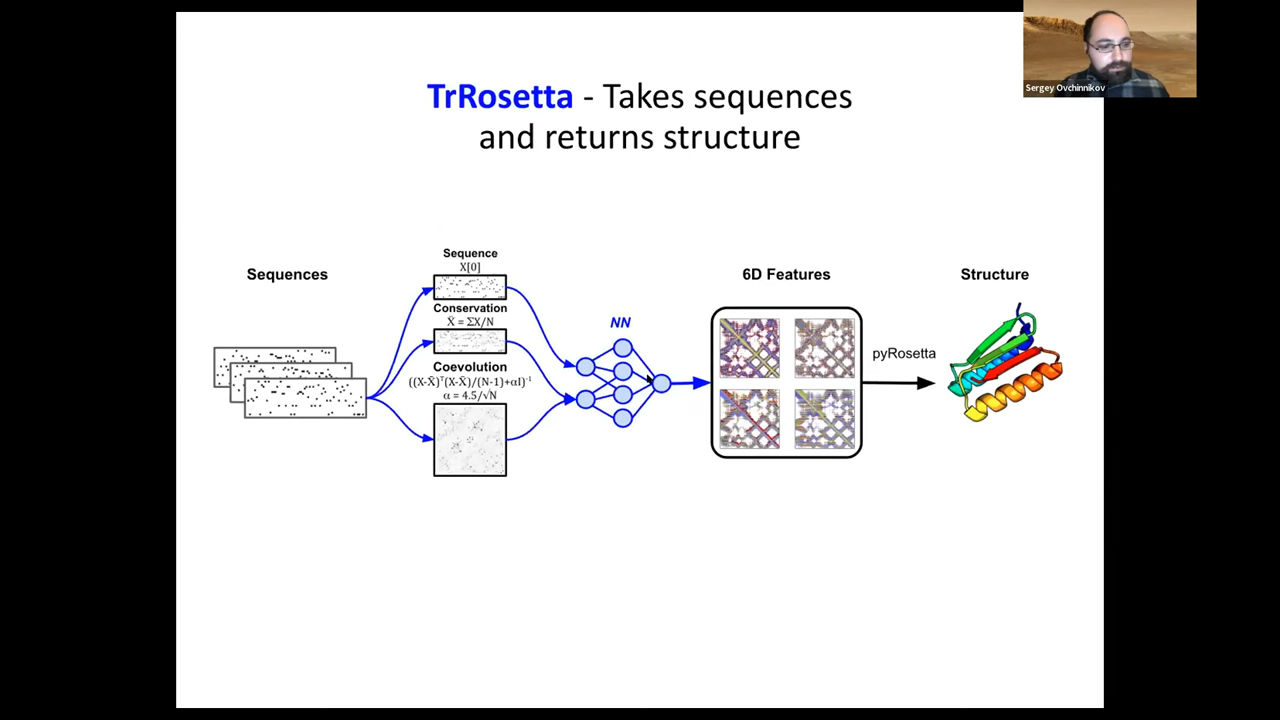 Sergey Ovchinnikov
TrRosetta - Takes sequences
and returns structure
Sequences
Sequence
X[0]
Conservation
X̄ = ΣX/N
Coevolution
((X-X̄)ᵀ(X-X̄)/(N-1)+αI)⁻¹
α = 4.5/√N
NN
6D Features
pyRosetta
Structure